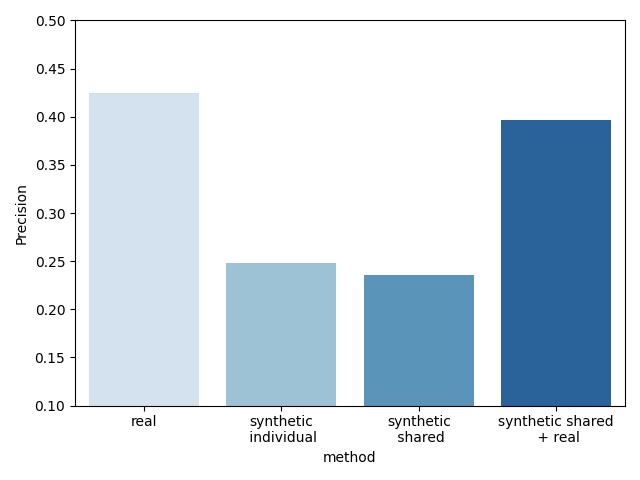 0.50
0.45
0.40
0.35
0.30
0.25
0.20
0.15
0.10
Precision
real
synthetic
individual
synthetic
shared
synthetic shared
+ real
method